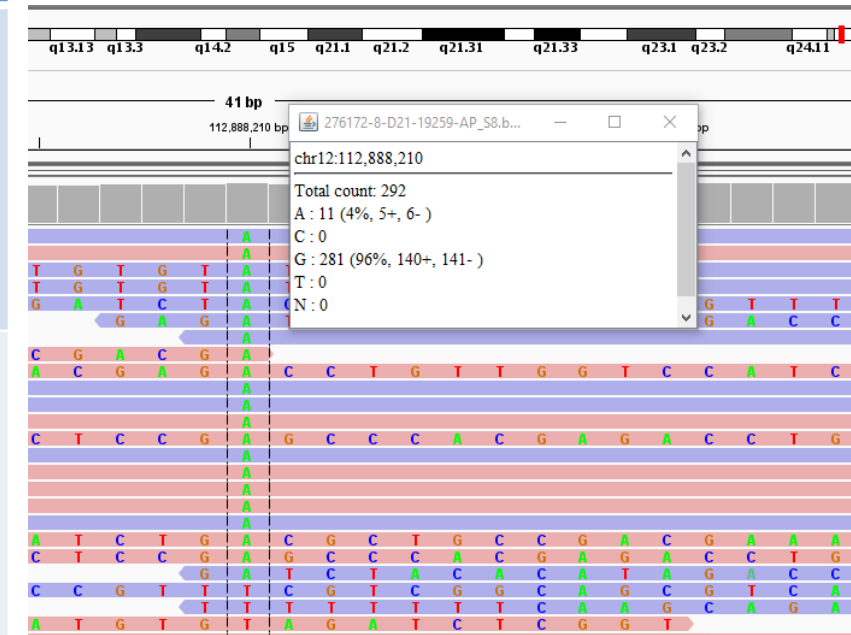 q13.13 q13.3 q14.2 q15 q21.1 q21.2 q21.31 q21.33 q23.1 q23.2 q24.11
41 bp
112,888,210 bp
bp
276172-8-D21-19259-AP_S8.b...
chr12:112,888,210
Total count: 292
A : 11 (4%, 5+, 6- )
C : 0
G : 281 (96%, 140+, 141- )
T : 0
N : 0
A
A
T G T G T A
T G T G T A
G A T C T A C G T T T
G A G A G A C C
A
C G A C G A
A C G A G A C C T G T T G G T C C A T C
A
A
A
C T C C G A G C C C A C G A G A C C T G
A
A
A
A
A
A T C T G A C G C T G C C G A C G A A A
C T C C G A G C C C A C G A G A C C T G
G A T C T A C A C A T A G A C C
C C G T T T C G T C G G C A G C G T C A
T T T T T T T T C A A G C A G A
A T G T G T A G A T C T C G G T